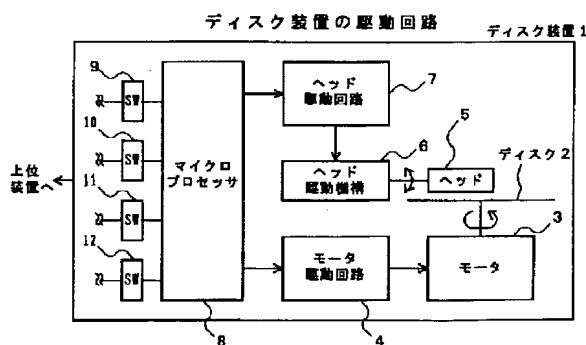 ディスク装置の駆動回路
ディスク装置1
9
SW
10
SW
11
SW
12
SW
上位
装置へ
マイクロ
プロセッサ
8
ヘッド
駆動回路
7
ヘッド
駆動機構
6
5
ヘッド
ディスク2
3
モータ
駆動回路
4
モータ